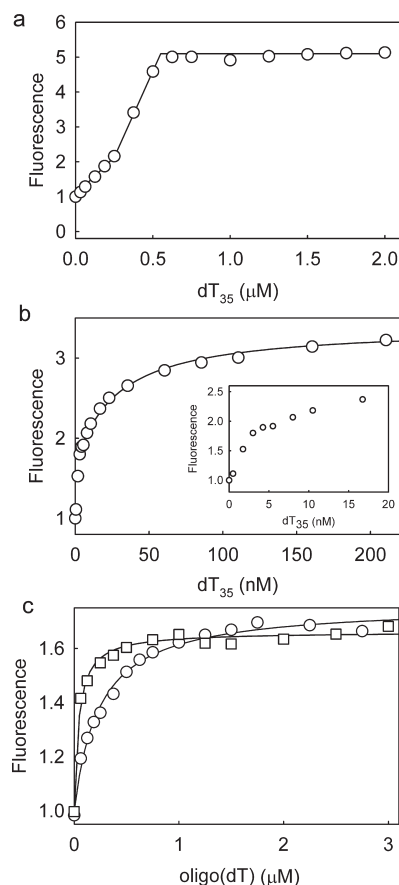 a
6
5
4
3
2
1
0
Fluorescence
0.0 0.5 1.0 1.5 2.0
dT35 (μM)
b
3
2
1
Fluorescence
0 50 100 150 200
dT35 (nM)
2.5
2.0
1.5
1.0
Fluorescence
0 5 10 15 20
dT35 (nM)
c
1.6
1.4
1.2
1.0
Fluorescence
0 1 2 3
oligo(dT) (μM)